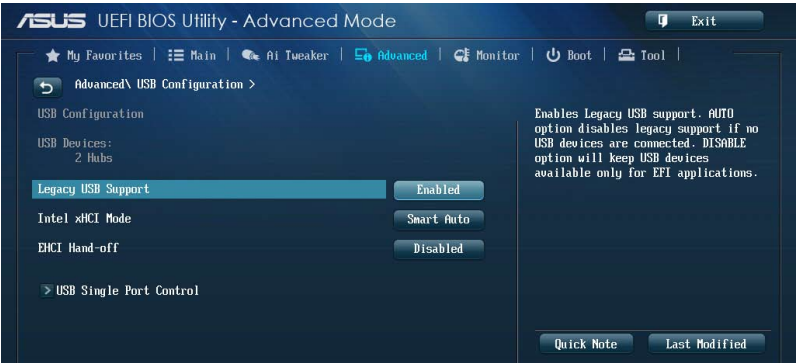 ASUS UEFI BIOS Utility - Advanced Mode
Exit
My Favorites | Main | Ai Tweaker | Advanced | Monitor | Boot | Tool |
Advanced\ USB Configuration >
USB Configuration
USB Devices:
2 Hubs
Legacy USB Support Enabled
Intel xHCI Mode Smart Auto
EHCI Hand-off Disabled
> USB Single Port Control
Enables Legacy USB support. AUTO
option disables legacy support if no
USB devices are connected. DISABLE
option will keep USB devices
available only for EFI applications.
Quick Note Last Modified